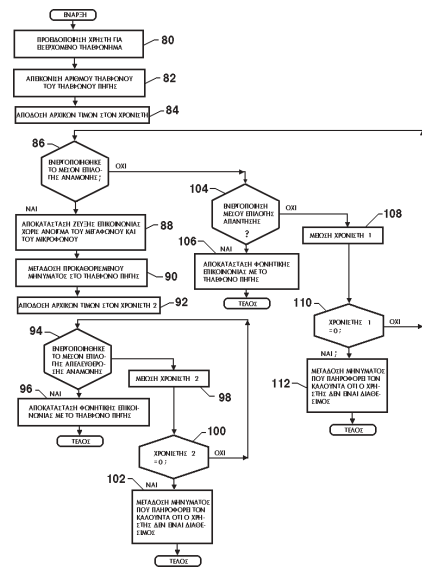 ΕΝΑΡΞΗ
ΠΡΟΕΙΔΟΠΟΙΗΣΗ ΧΡΗΣΤΗ ΓΙΑ
ΕΙΣΕΡΧΟΜΕΝΟ ΤΗΛΕΦΩΝΗΜΑ
80
ΑΠΕΙΚΟΝΙΣΗ ΑΡΙΘΜΟΥ ΤΗΛΕΦΩΝΟΥ
ΤΟΥ ΤΗΛΕΦΩΝΟΥ ΠΗΓΗΣ
82
84
ΑΠΟΔΟΣΗ ΑΡΧΙΚΩΝ ΤΙΜΩΝ ΣΤΟΝ ΧΡΟΝΙΣΤΗ
86
ΕΝΕΡΓΟΠΟΙΗΘΗΚΕ
ΤΟ ΜΕΣΟΝ ΕΠΙΛΟ-
ΓΗΣ ΑΝΑΜΟΝΗΣ;
ΟΧΙ
ΝΑΙ
ΑΠΟΚΑΤΑΣΤΑΣΗ ΖΕΥΞΗΣ ΕΠΙΚΟΙΝΩΝΙΑΣ
ΧΩΡΙΣ ΑΝΟΙΓΜΑ ΤΟΥ ΜΕΓΑΦΩΝΟΥ ΚΑΙ
ΤΟΥ ΜΙΚΡΟΦΩΝΟΥ
88
ΜΕΤΑΔΟΣΗ ΠΡΟΚΑΘΟΡΙΣΜΕΝΟΥ
ΜΗΝΥΜΑΤΟΣ ΣΤΟ ΤΗΛΕΦΩΝΟ ΠΗΓΗΣ
90
92
ΑΠΟΔΟΣΗ ΑΡΧΙΚΩΝ ΤΙΜΩΝ ΣΤΟΝ ΧΡΟΝΙΣΤΗ 2
94
ΕΝΕΡΓΟΠΟΙΗΘΗΚΕ
ΤΟ ΜΕΣΟΝ ΕΠΙΛΟ-
ΓΗΣ ΑΠΕΛΕΥΘΕΡΩ-
ΣΗΣ ΑΝΑΜΟΝΗΣ
96
ΝΑΙ
ΑΠΟΚΑΤΑΣΤΑΣΗ ΦΩΝΗΤΙΚΗΣ ΕΠΙΚΟΙ-
ΝΩΝΙΑΣ ΜΕ ΤΟ ΤΗΛΕΦΩΝΟ ΠΗΓΗΣ
ΤΕΛΟΣ
ΜΕΙΩΣΗ ΧΡΟΝΙΣΤΗ 2
98
100
ΧΡΟΝΙΣΤΗΣ 2
=0;
ΟΧΙ
102
ΝΑΙ
ΜΕΤΑΔΟΣΗ ΜΗΝΥΜΑΤΟΣ
ΠΟΥ ΠΛΗΡΟΦΟΡΕΙ ΤΟΝ
ΚΑΛΟΥΝΤΑ ΟΤΙ Ο ΧΡΗ-
ΣΤΗΣ ΔΕΝ ΕΙΝΑΙ ΔΙΑΘΕ-
ΣΙΜΟΣ
ΤΕΛΟΣ
104
ΕΝΕΡΓΟΠΟΙΗΣΗ
ΜΕΣΟΥ ΕΠΙΛΟΓΗΣ
ΑΠΑΝΤΗΣΗΣ
?
ΟΧΙ
106
ΝΑΙ
ΑΠΟΚΑΤΑΣΤΑΣΗ ΦΩΝΗΤΙΚΗΣ
ΕΠΙΚΟΙΝΩΝΙΑΣ ΜΕ ΤΟ
ΤΗΛΕΦΩΝΟ ΠΗΓΗΣ
ΤΕΛΟΣ
108
ΜΕΙΩΣΗ ΧΡΟΝΙΣΤΗ 1
110
ΧΡΟΝΙΣΤΗΣ 1
=0;
ΟΧΙ
ΝΑΙ;
112
ΜΕΤΑΔΟΣΗ ΜΗΝΥΜΑΤΟΣ
ΠΟΥ ΠΛΗΡΟΦΟΡΕΙ ΤΟΝ
ΚΑΛΟΥΝΤΑ ΟΤΙ Ο ΧΡΗ-
ΣΤΗΣ ΔΕΝ ΕΙΝΑΙ ΔΙΑΘΕ-
ΣΙΜΟΣ
ΤΕΛΟΣ